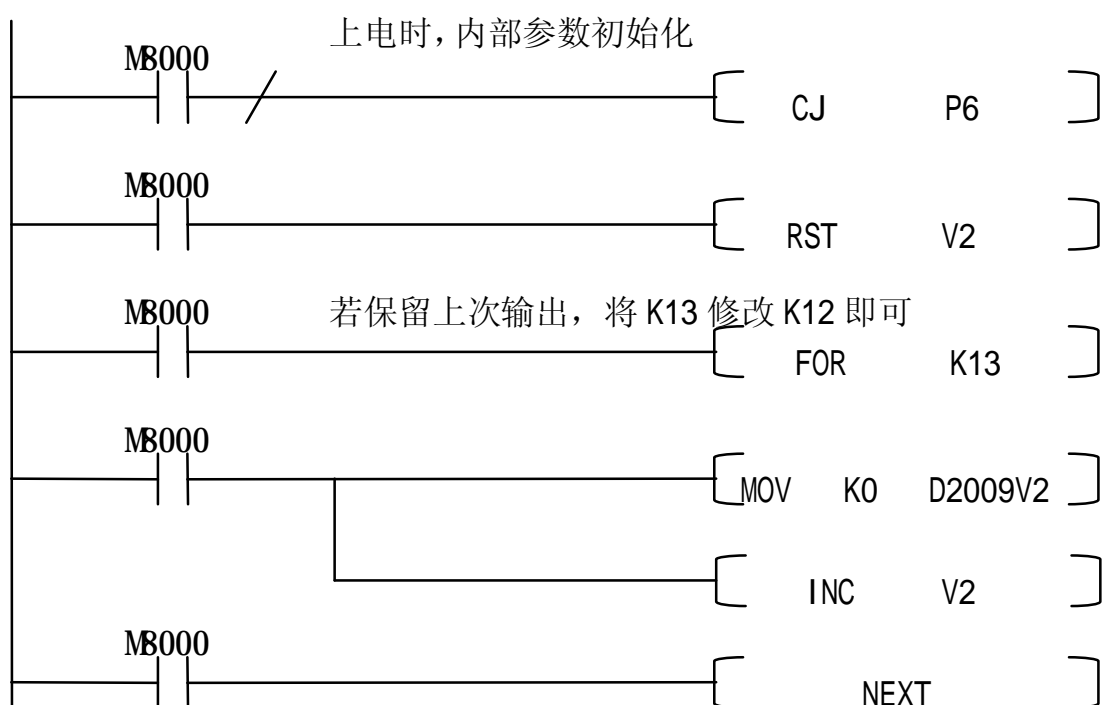 上电时，内部参数初始化
M8000
CJ P6
M8000
RST V2
M8000
若保留上次输出，将 K13 修改 K12 即可
FOR K13
M8000
MOV K0 D2009V2
INC V2
M8000
NEXT